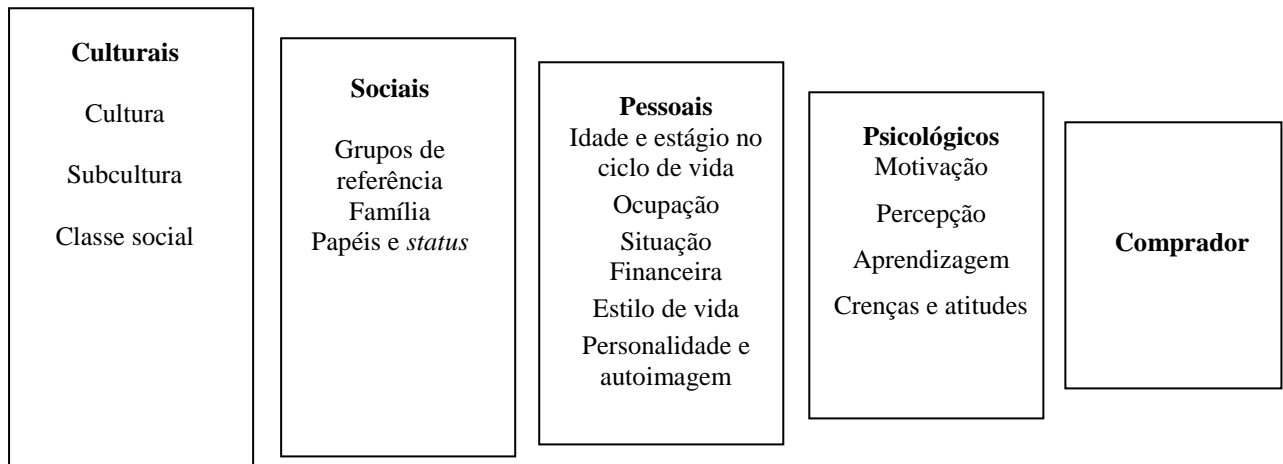 Culturais
Cultura
Subcultura
Classe social
Sociais
Grupos de
referência
Família
Papéis e status
Pessoais
Idade e estágio no
ciclo de vida
Ocupação
Situação
Financeira
Estilo de vida
Personalidade e
autoimagem
Psicológicos
Motivação
Percepção
Aprendizagem
Crenças e atitudes
Comprador